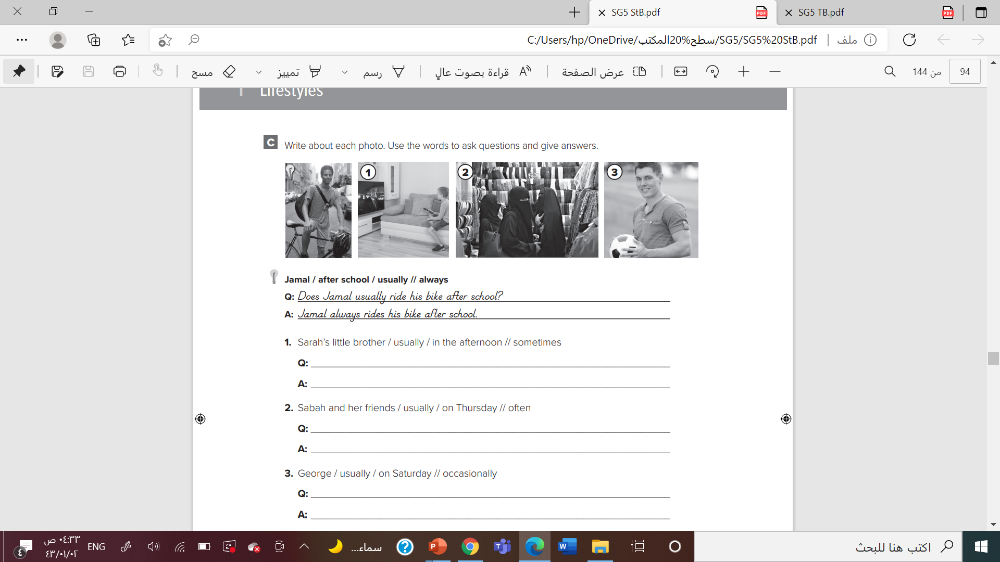 SG5 StB.pdf
SG5 TB.pdf
C:/Users/hp/OneDrive/سطح%20المكتب/SG5/SG5%20StB.pdf
ملف
مسح
تمييز
رسم
قراءة بصوت عالٍ
عرض الصفحة
من 144
94
1 Lifestyles
C Write about each photo. Use the words to ask questions and give answers.
1
2
3
Jamal / after school / usually // always
Q: Does Jamal usually ride his bike after school?
A: Jamal always rides his bike after school.
1. Sarah’s little brother / usually / in the afternoon // sometimes
Q:
A:
2. Sabah and her friends / usually / on Thursday // often
Q:
A:
3. George / usually / on Saturday // occasionally
Q:
A:
٠٤:٣٣ ص
٤٣/٠١/٠٢
٤
ENG
سماء...
اكتب هنا للبحث